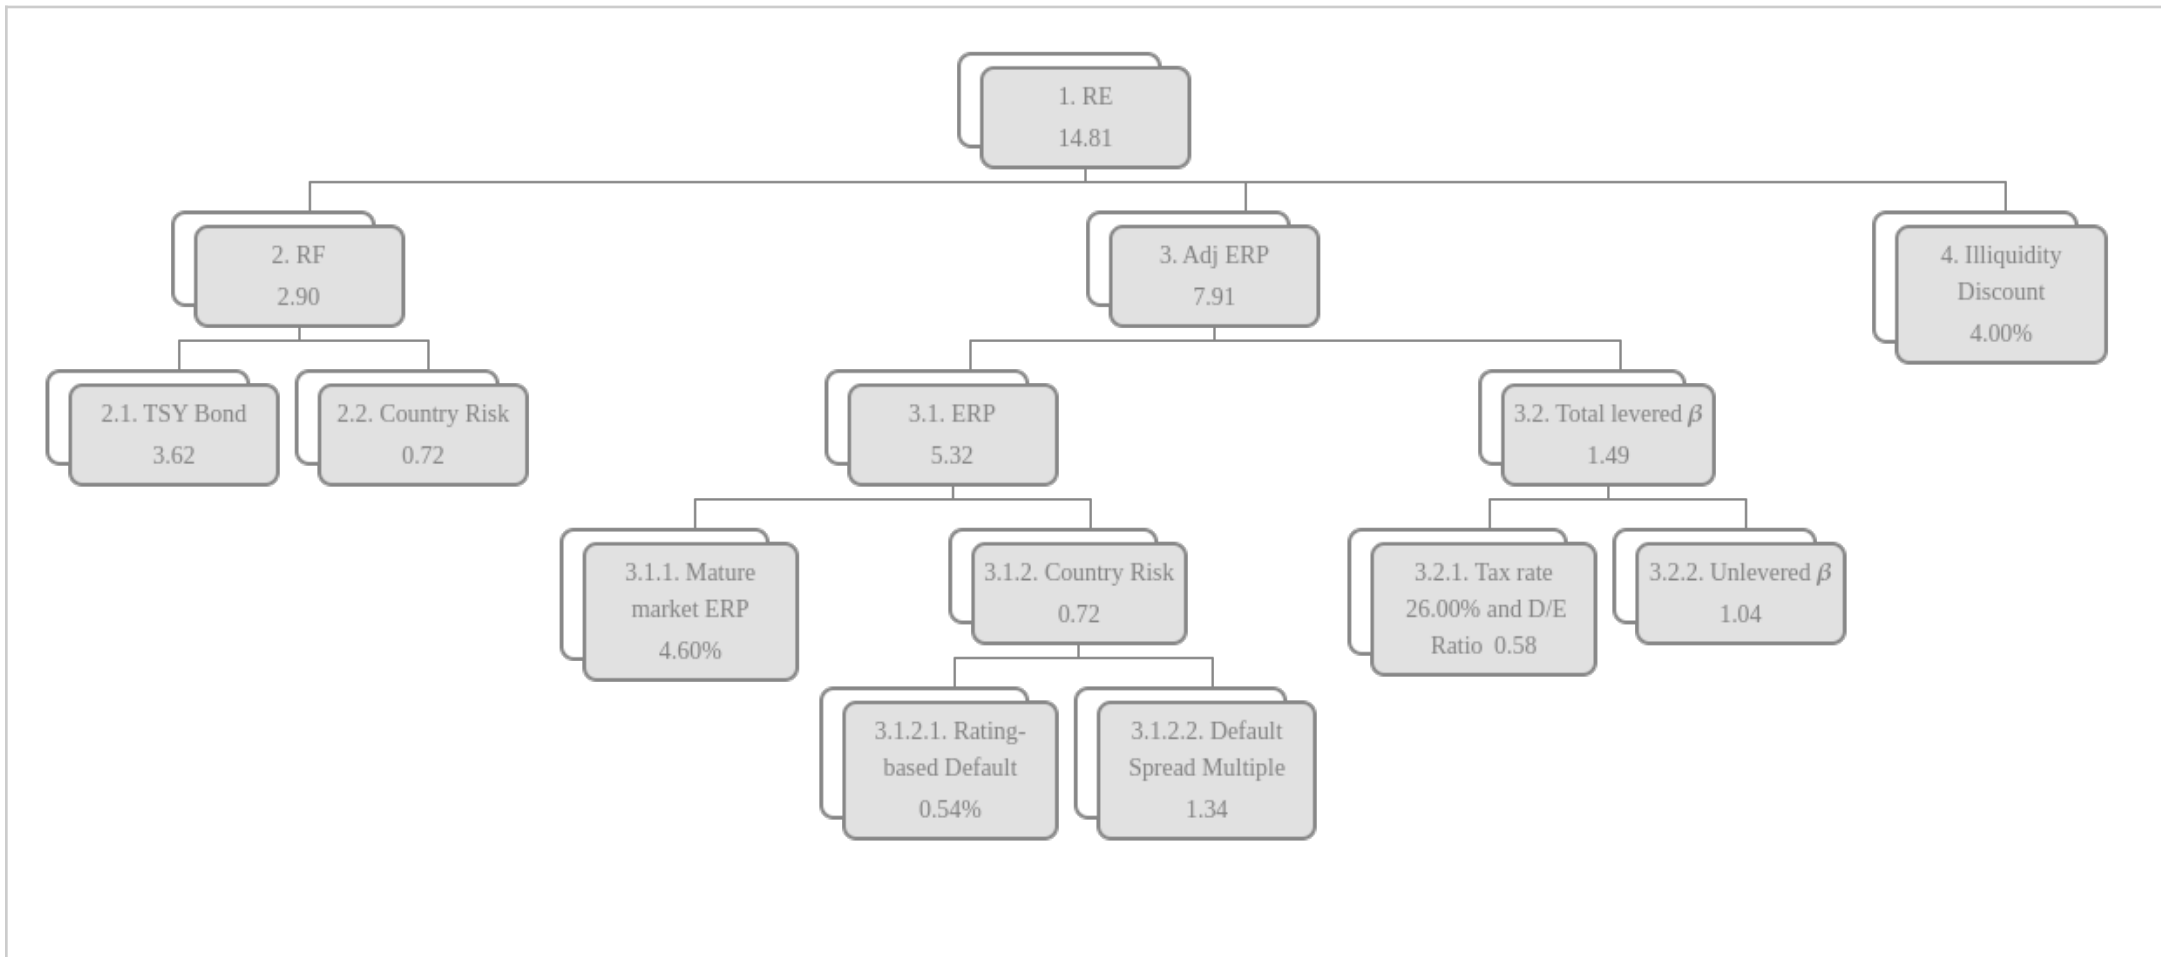 1. RE
14.81
2. RF
2.90
3. Adj ERP
7.91
4. Illiquidity
Discount
4.00%
2.1. TSY Bond
3.62
2.2. Country Risk
0.72
3.1. ERP
5.32
3.2. Total levered β
1.49
3.1.1. Mature
market ERP
4.60%
3.1.2. Country Risk
0.72
3.2.1. Tax rate
26.00% and D/E
Ratio 0.58
3.2.2. Unlevered β
1.04
3.1.2.1. Rating-
based Default
0.54%
3.1.2.2. Default
Spread Multiple
1.34